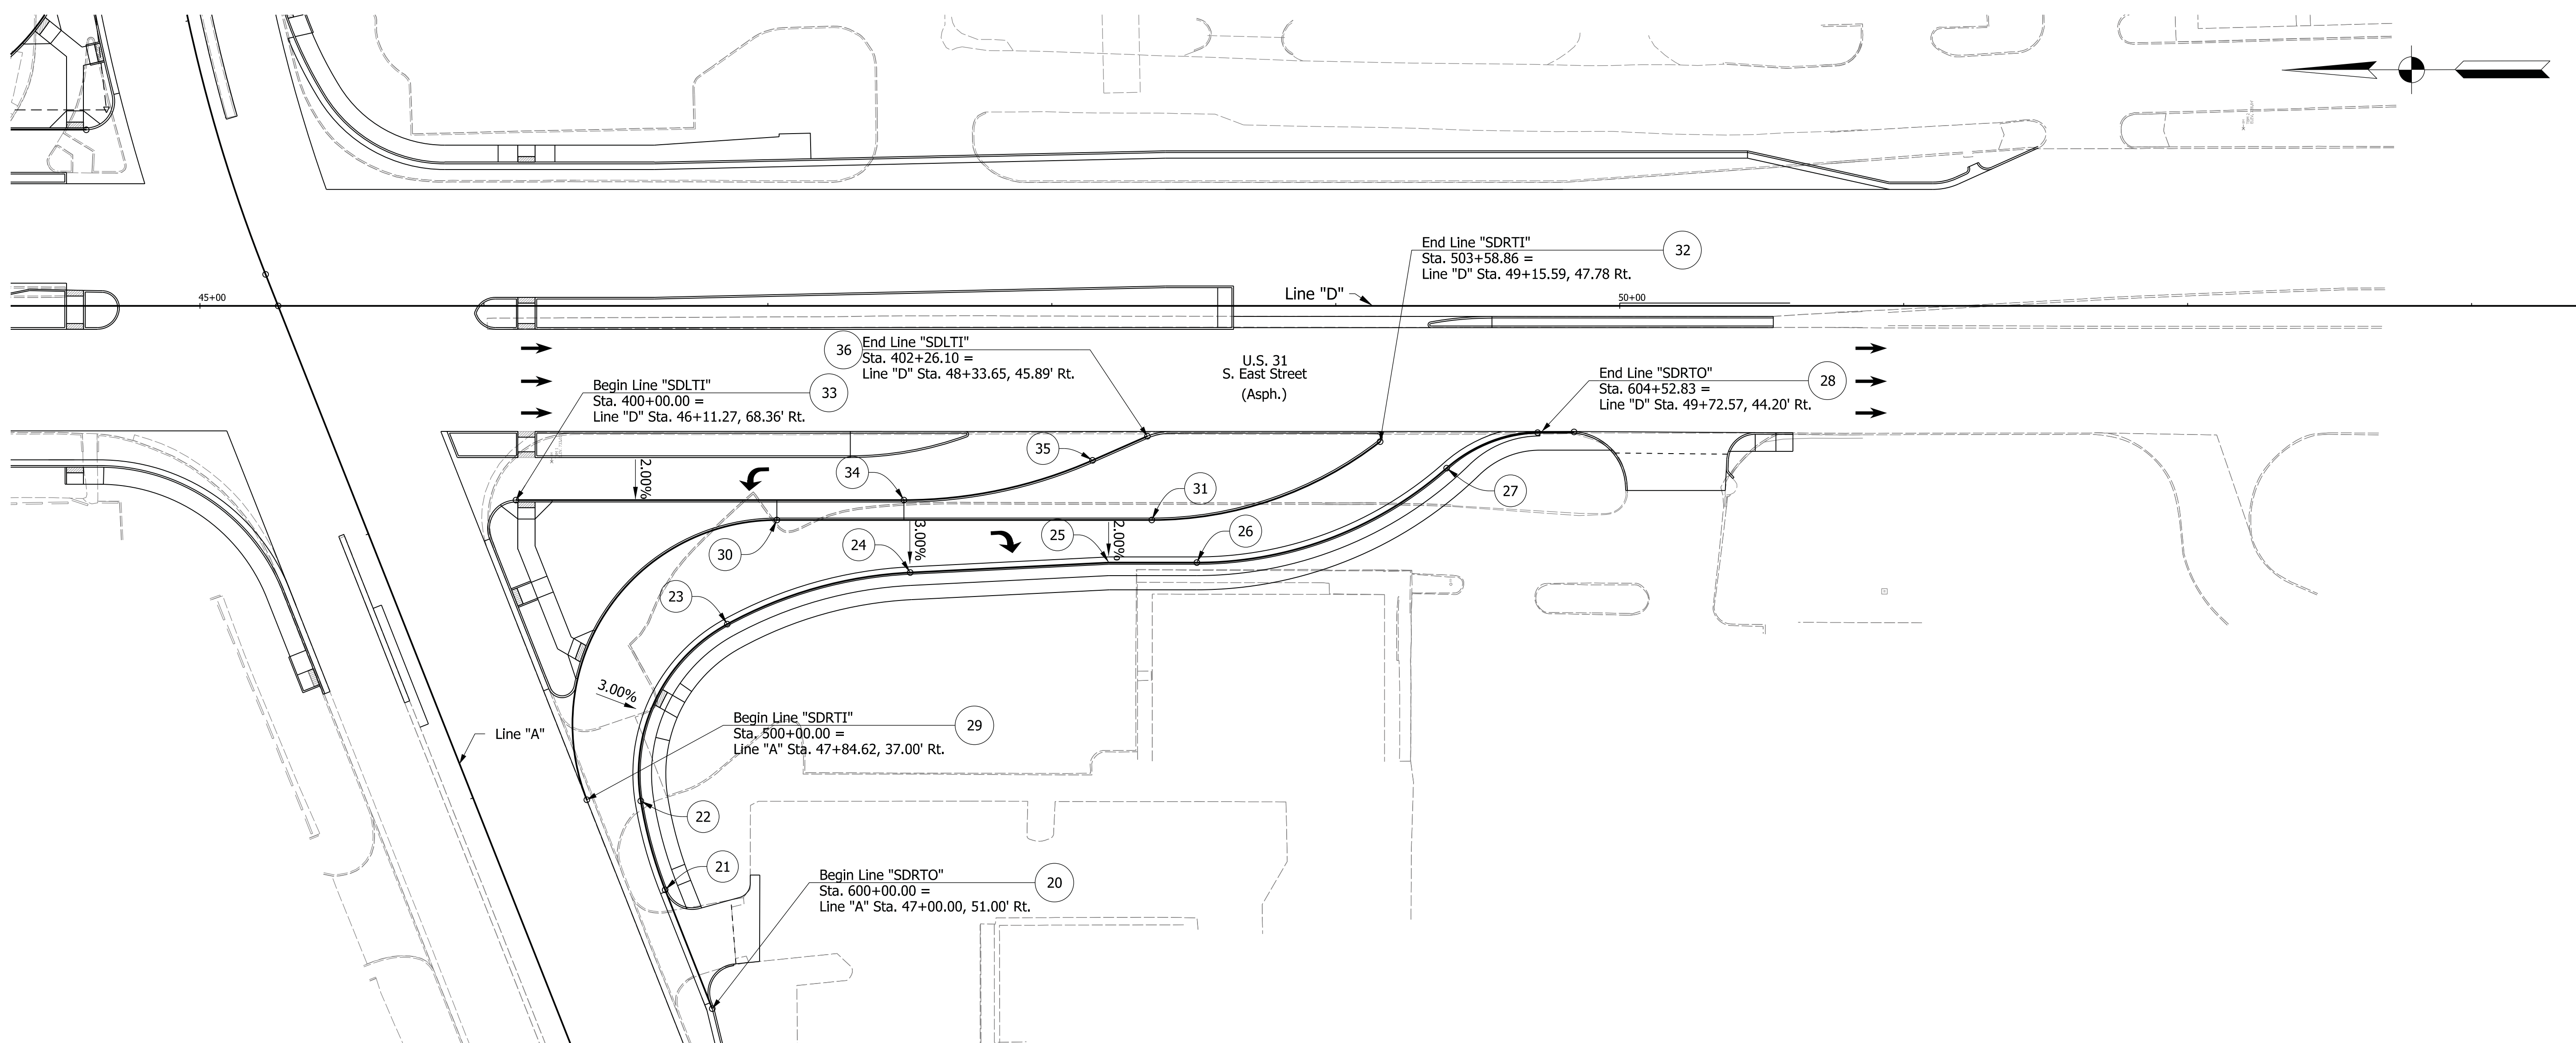 End Line "SDRTI"
Sta. 503+58.86 =
Line "D" Sta. 49+15.59, 47.78 Rt.
32
45+00
Line "D"
50+00
36
End Line "SDLTI"
Sta. 402+26.10 =
Line "D" Sta. 48+33.65, 45.89' Rt.
U.S. 31
S. East Street
(Asph.)
Begin Line "SDLTI"
Sta. 400+00.00 =
Line "D" Sta. 46+11.27, 68.36' Rt.
33
End Line "SDRTO"
Sta. 604+52.83 =
Line "D" Sta. 49+72.57, 44.20' Rt.
28
2.00%
34
35
31
27
30
24
3.00%
25
2.00%
26
23
3.00%
Line "A"
Begin Line "SDRTI"
Sta. 500+00.00 =
Line "A" Sta. 47+84.62, 37.00' Rt.
29
22
21
Begin Line "SDRTO"
Sta. 600+00.00 =
Line "A" Sta. 47+00.00, 51.00' Rt.
20